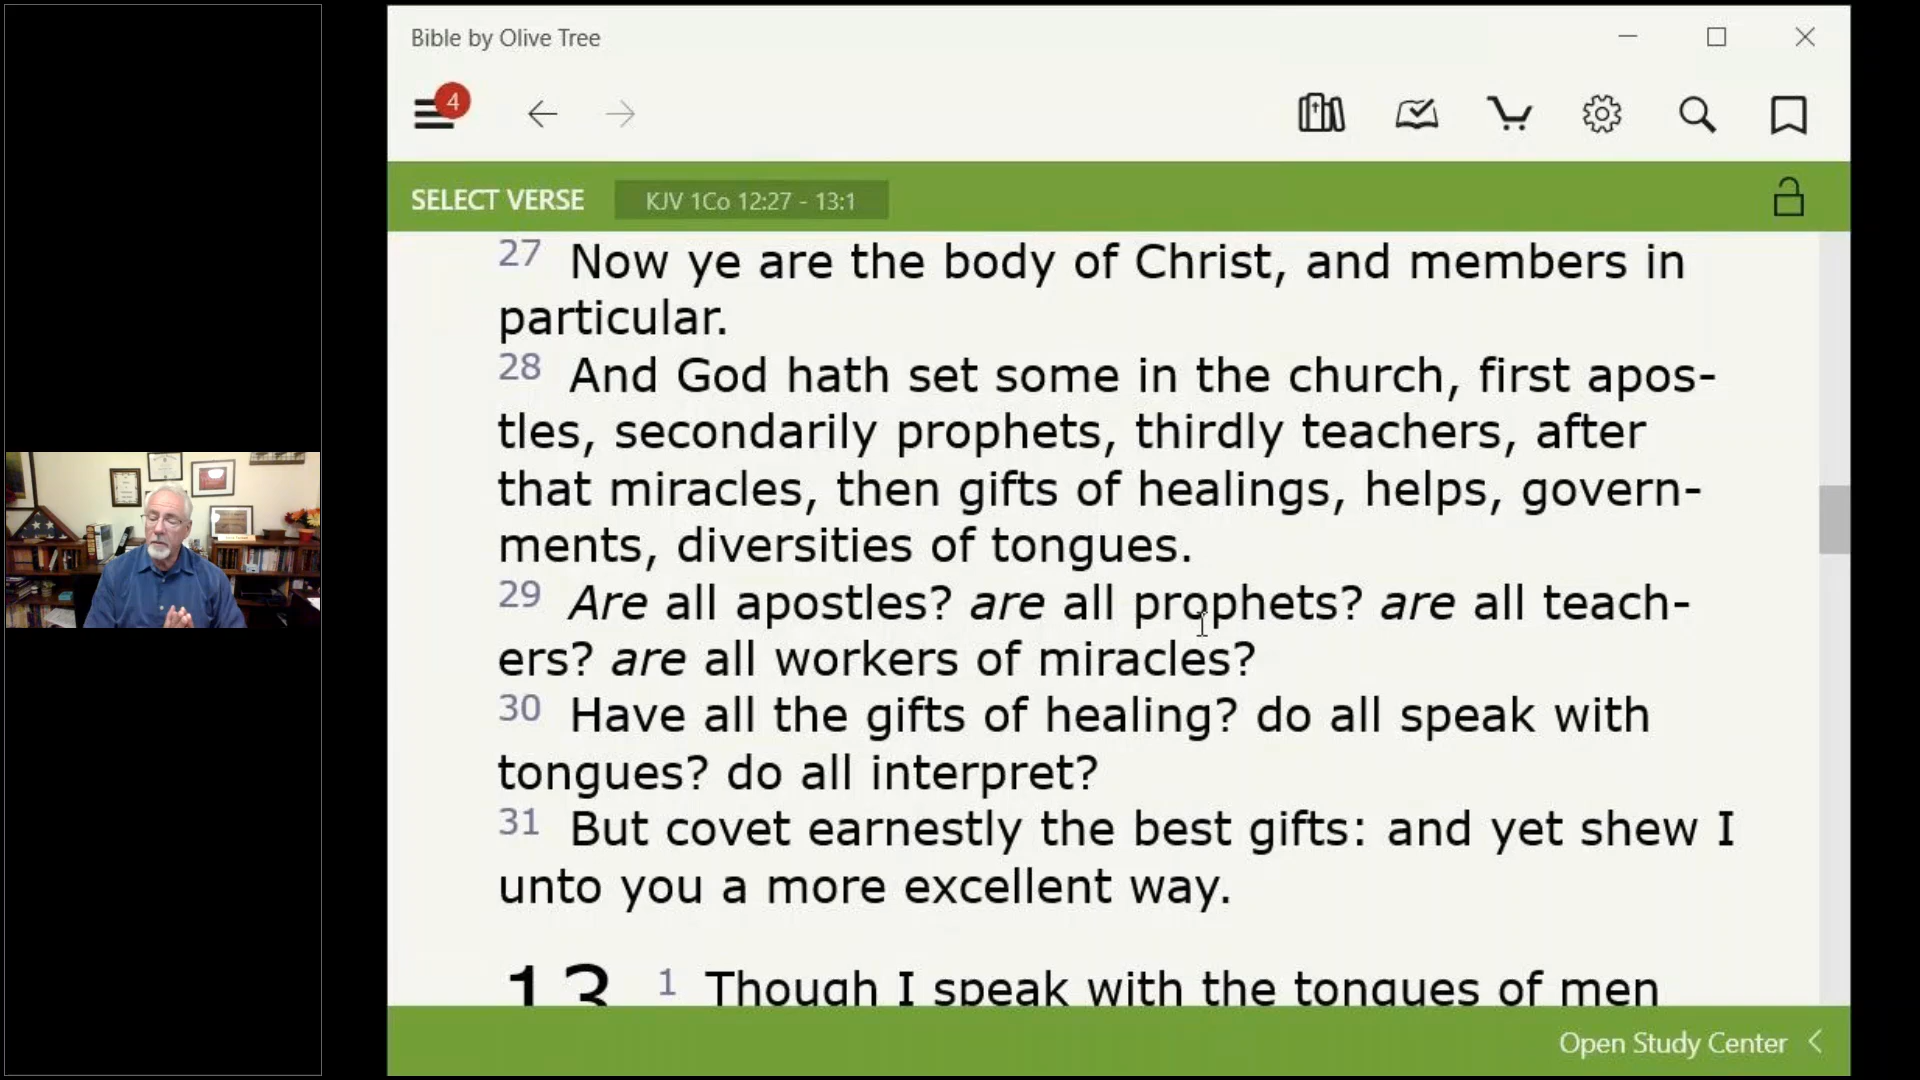 Bible by Olive Tree
4
SELECT VERSE KJV 1Co 12:27 - 13:1
27 Now ye are the body of Christ, and members in
particular.
28 And God hath set some in the church, first apos-
tles, secondarily prophets, thirdly teachers, after
that miracles, then gifts of healings, helps, govern-
ments, diversities of tongues.
29 Are all apostles? are all prophets? are all teach-
ers? are all workers of miracles?
30 Have all the gifts of healing? do all speak with
tongues? do all interpret?
31 But covet earnestly the best gifts: and yet shew I
unto you a more excellent way.
13 1 Though I speak with the tongues of men
Open Study Center